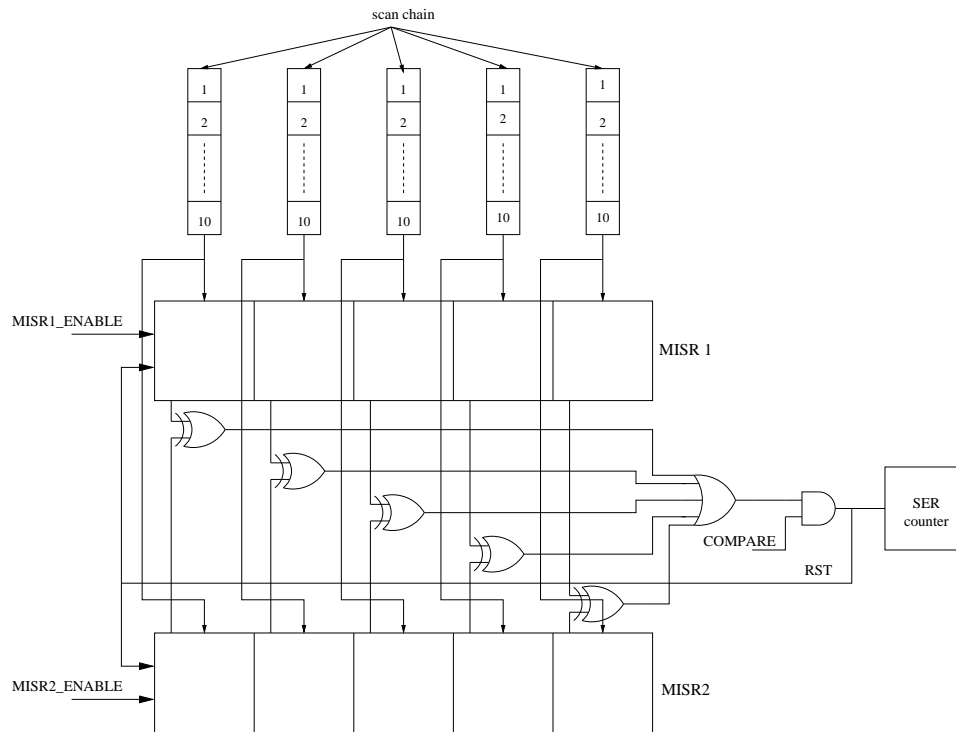 scan chain
1 1 1 1 1
2 2 2 2 2
10 10 10 10 10
MISR1_ENABLE
MISR 1
SER
counter
COMPARE
RST
MISR2_ENABLE
MISR2